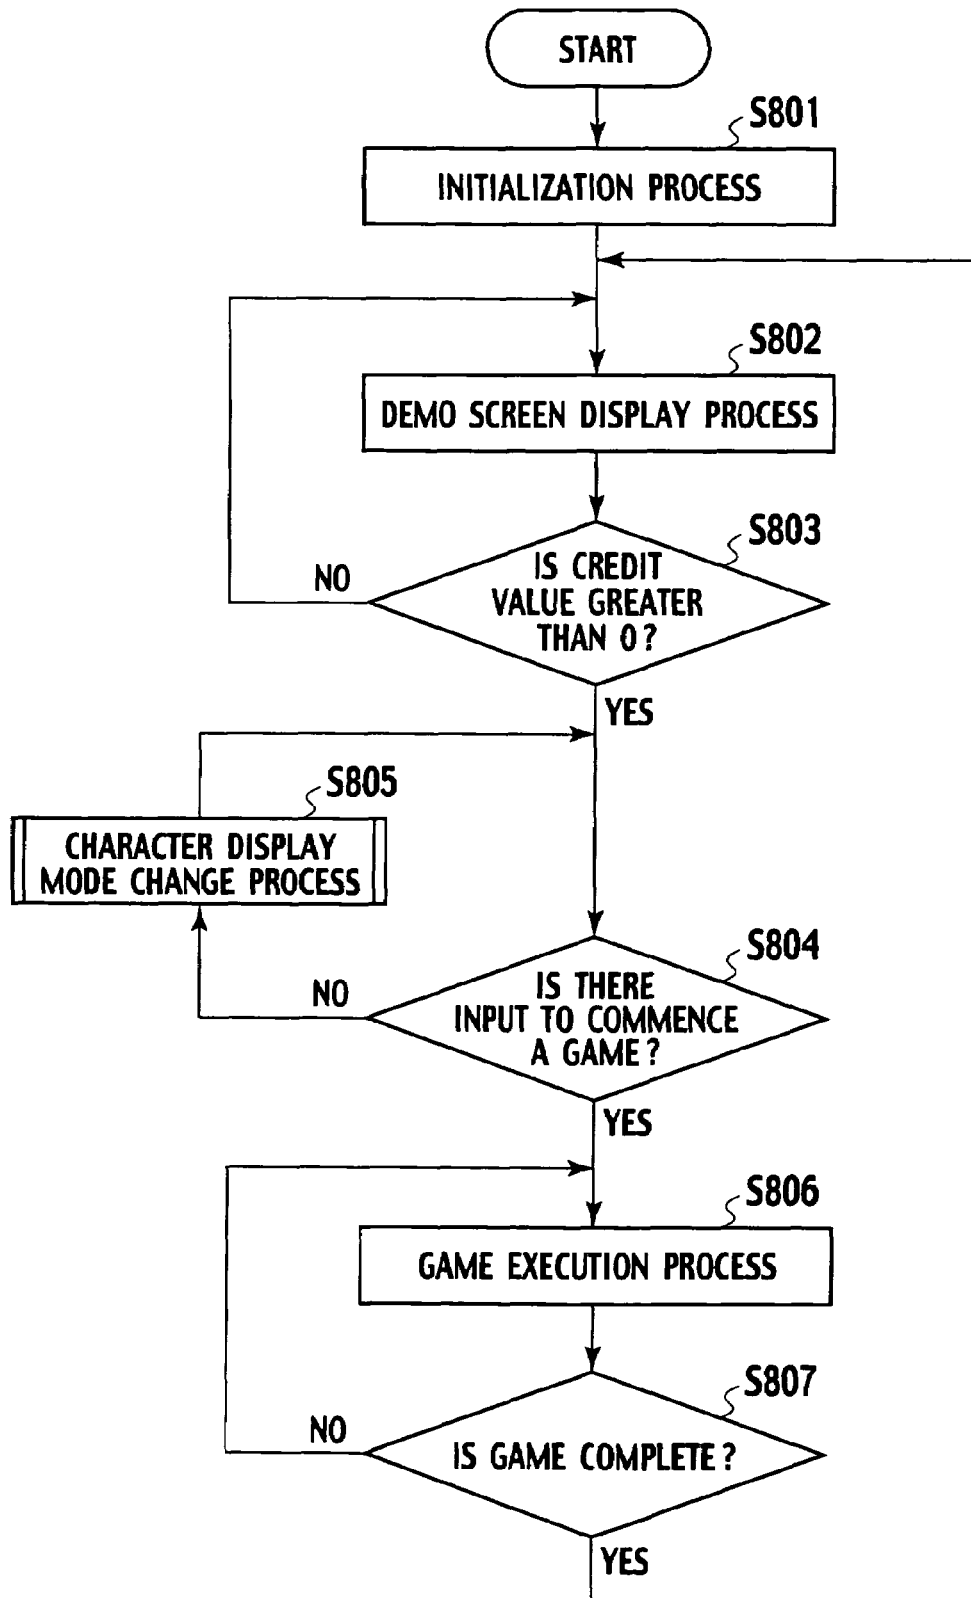 START
S801
INITIALIZATION PROCESS
S802
DEMO SCREEN DISPLAY PROCESS
S803
IS CREDIT
VALUE GREATER
THAN 0?
NO
YES
S805
CHARACTER DISPLAY
MODE CHANGE PROCESS
S804
IS THERE
INPUT TO COMMENCE
A GAME?
NO
YES
S806
GAME EXECUTION PROCESS
S807
IS GAME COMPLETE?
NO
YES